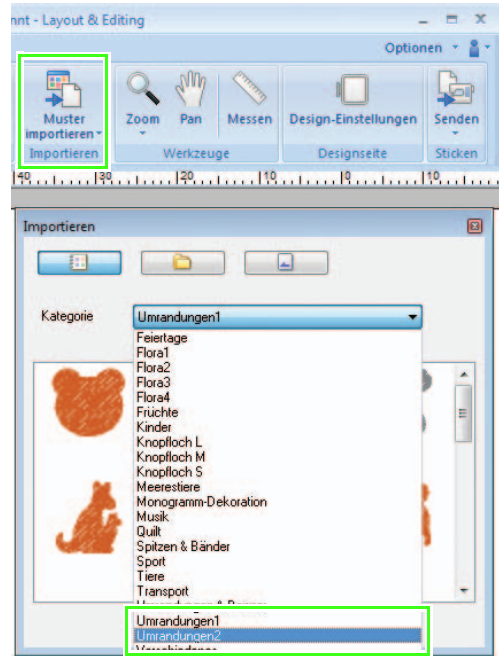 nnt - Layout & Editing
Optionen
Muster importieren
Zoom
Pan
Messen
Design-Einstellungen
Senden
Importieren
Werkzeuge
Designseite
Sticken
40 30 20 10 0 10
Importieren
Kategorie
Umrandungen1
Feiertage
Flora1
Flora2
Flora3
Flora4
Früchte
Kinder
Knopfloch L
Knopfloch M
Knopfloch S
Meerestiere
Monogramm-Dekoration
Musik
Quilt
Spitzen & Bänder
Sport
Tiere
Transport
Umrandungen1
Umrandungen2